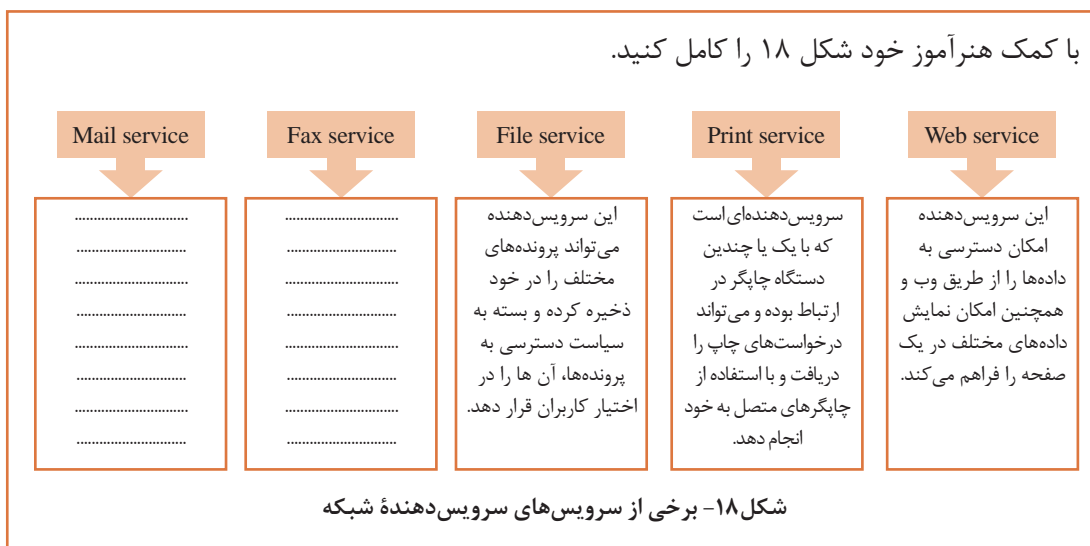 با کمک هنرآموز خود شکل ۱۸ را کامل کنید.
Web service
این سرویس‌دهنده
امکان دسترسی به
داده‌ها را از طریق وب و
همچنین امکان نمایش
داده‌های مختلف در یک
صفحه را فراهم می‌کند.
Print service
سرویس‌دهنده‌ای است
که با یک یا چندین
دستگاه چاپگر در
ارتباط بوده و می‌تواند
درخواست‌های چاپ را
دریافت و با استفاده از
چاپگرهای متصل به خود
انجام دهد.
File service
این سرویس‌دهنده
می‌تواند پرونده‌های
مختلف را در خود
ذخیره کرده و بسته به
سیاست دسترسی به
پرونده‌ها، آن ها را در
اختیار کاربران قرار دهد.
Fax service
................................
...............................
................................
...............................
................................
...............................
................................
...............................
Mail service
................................
...............................
................................
...............................
................................
...............................
................................
...............................
شکل۱۸- برخی از سرویس‌های سرویس‌دهندهٔ شبکه